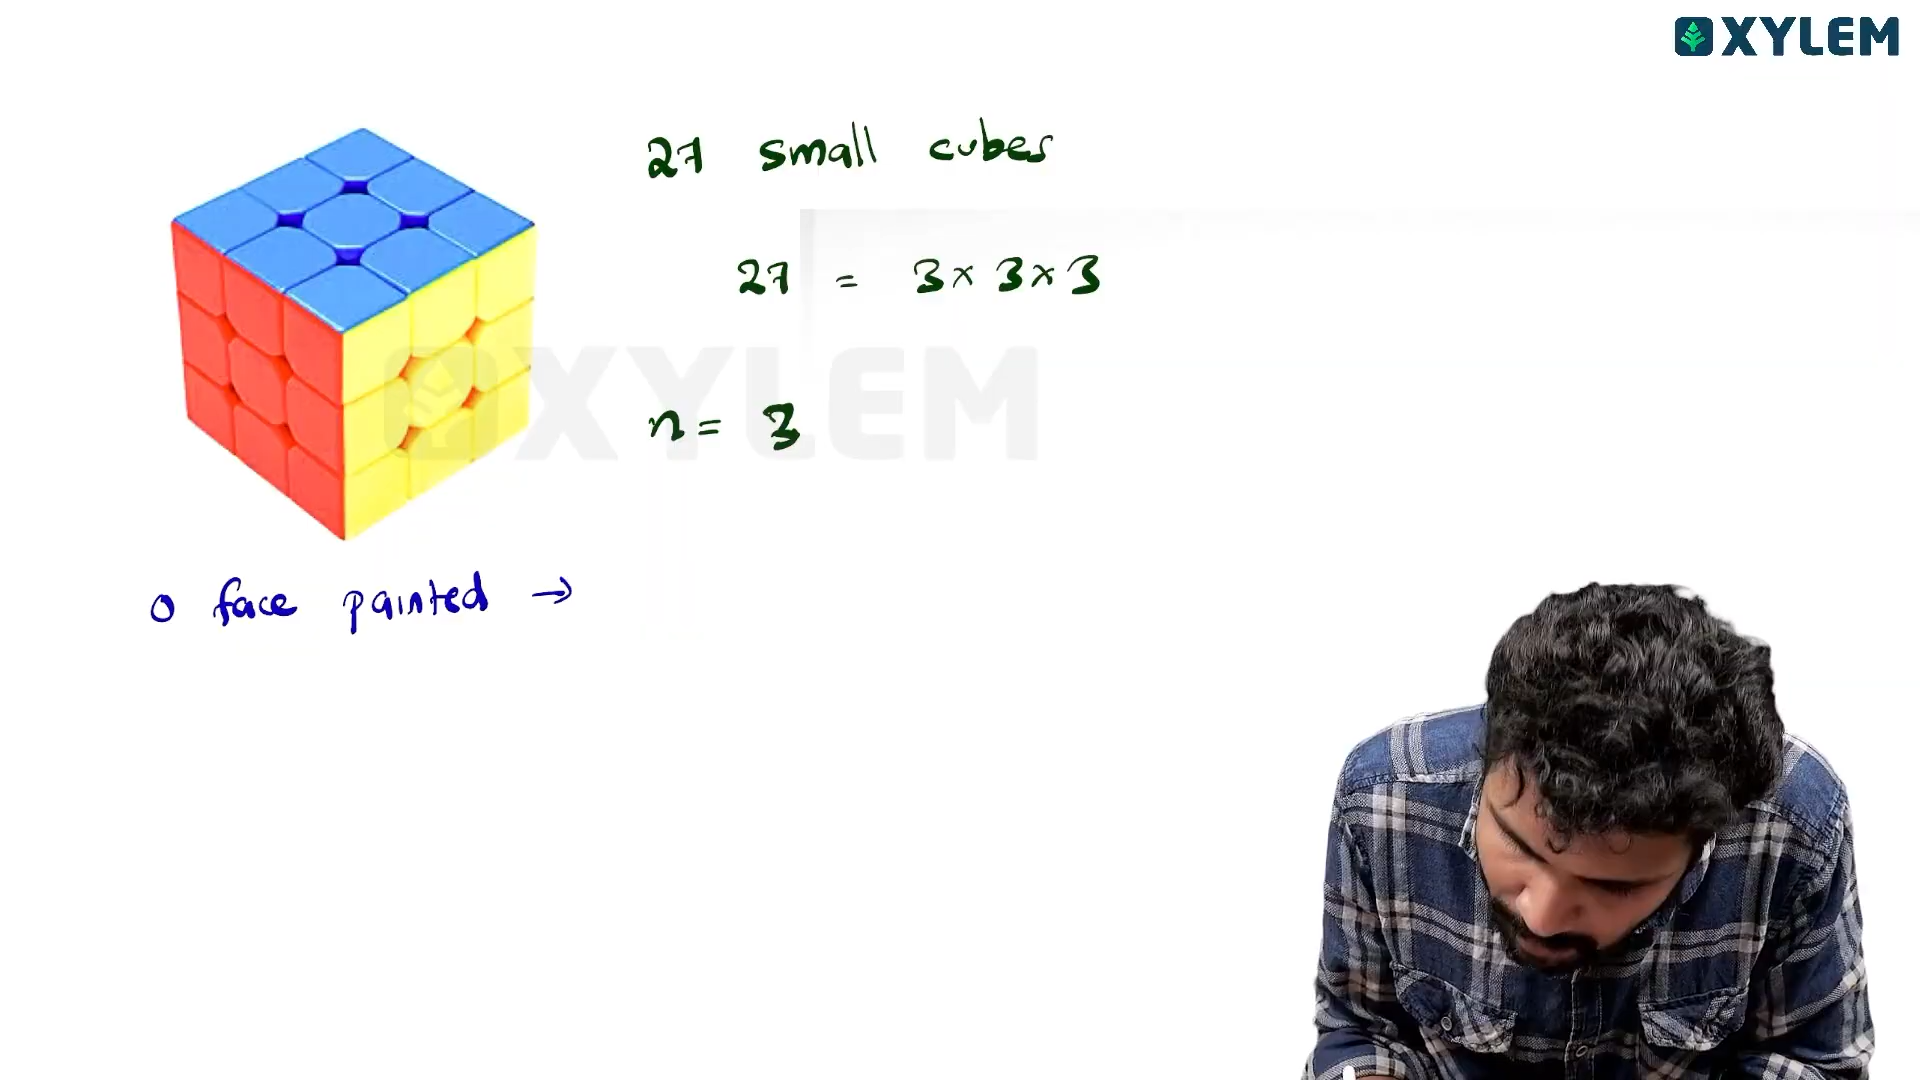 XYLEM
27 small cubes
27 = 3 × 3 × 3
XYLEM
n = 3
0 face painted →